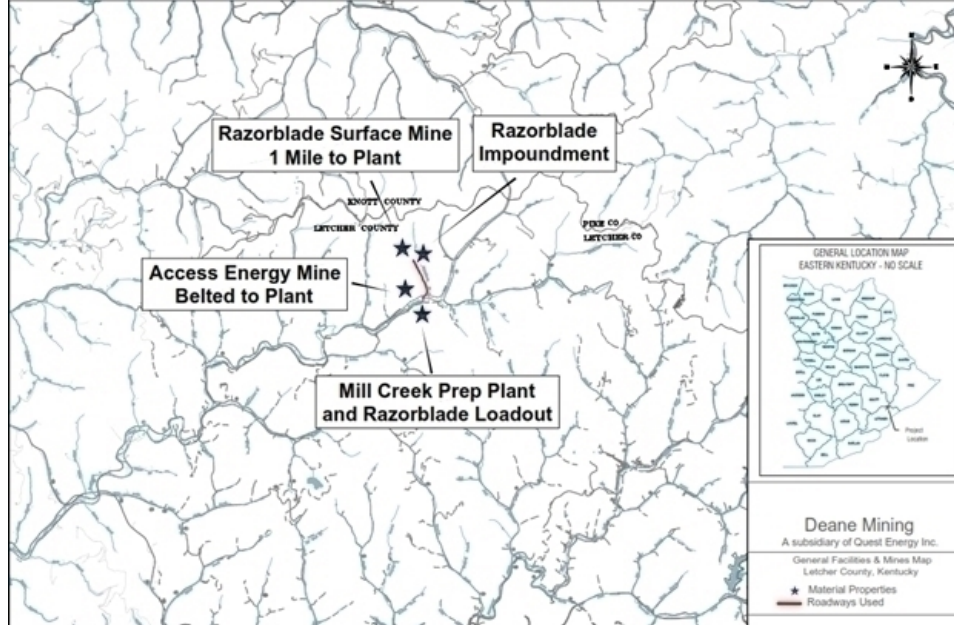 Razorblade Surface Mine
1 Mile to Plant
Razorblade
Impoundment
KNOTT COUNTY
LETCHER COUNTY
PIKE CO
LETCHER CO
Access Energy Mine
Belted to Plant
Mill Creek Prep Plant
and Razorblade Loadout
GENERAL LOCATION MAP
EASTERN KENTUCKY - NO SCALE
Project
Location
Deane Mining
A subsidiary of Quest Energy Inc.
General Facilities & Mines Map
Letcher County, Kentucky
Material Properties
Roadways Used